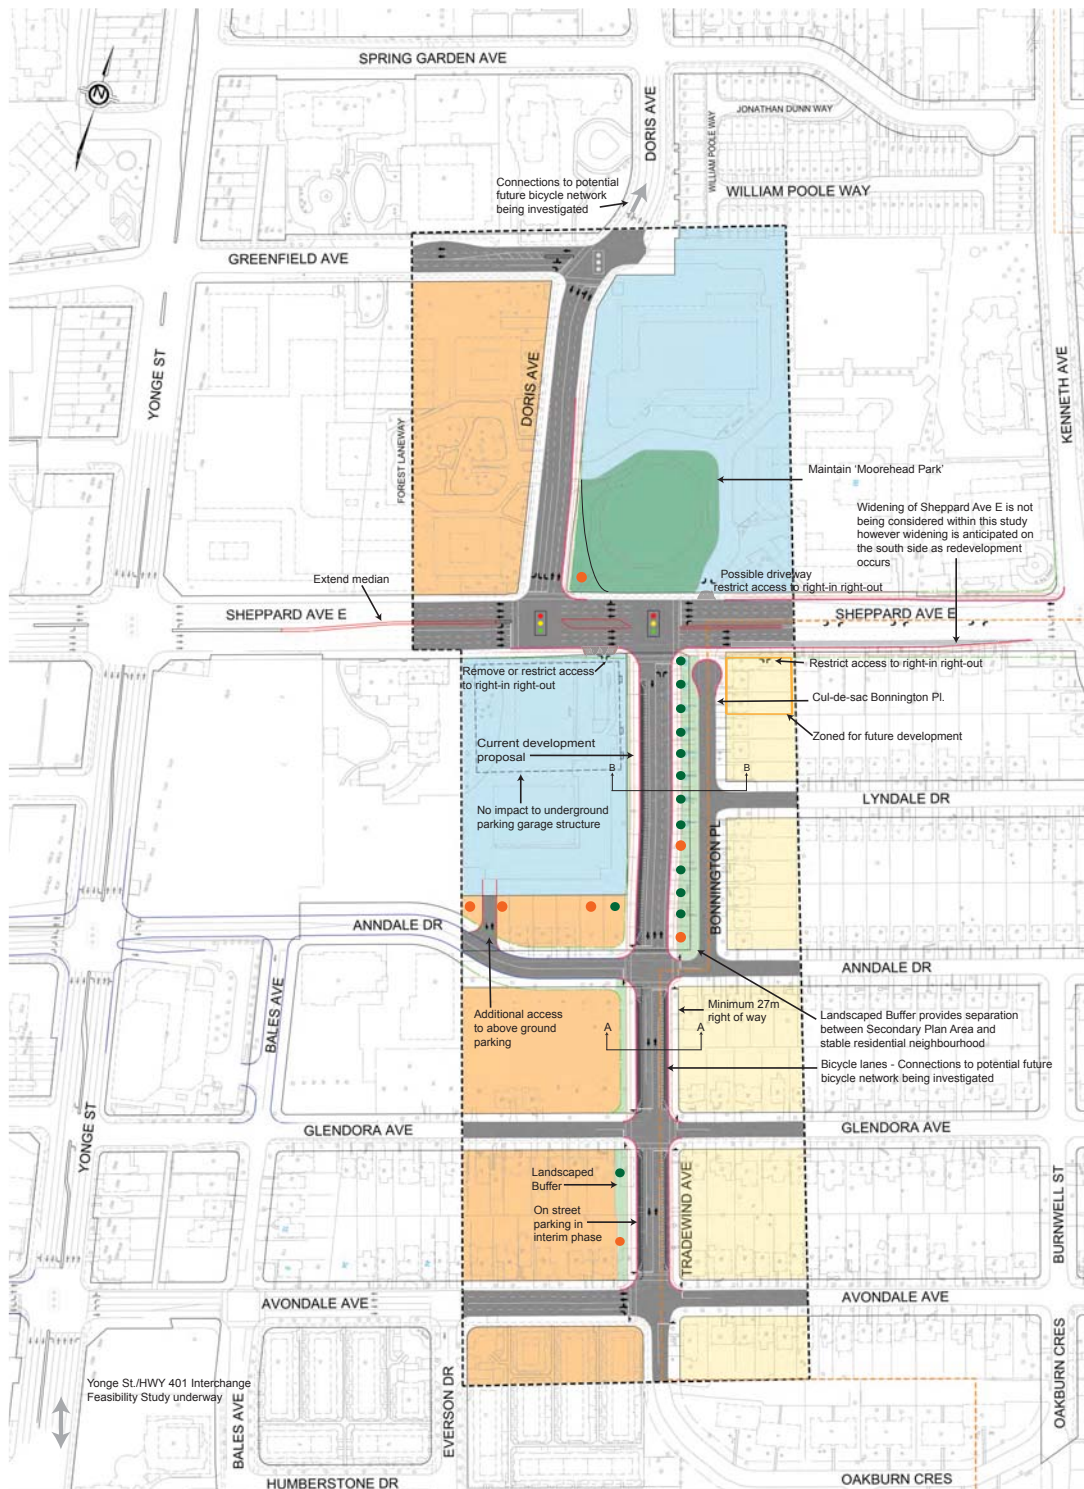 SPRING GARDEN AVE
N
DORIS AVE
JONATHAN DUNN WAY
WILLIAM POOLE WAY
WILLIAM POOLE WAY
Connections to potential
future bicycle network
being investigated
GREENFIELD AVE
YONGE ST
DORIS AVE
FOREST LANEWAY
KENNETH AVE
Maintain 'Moorehead Park'
Widening of Sheppard Ave E is not
being considered within this study
however widening is anticipated on
the south side as redevelopment
occurs
Extend median
Possible driveway
restrict access to right-in right-out
SHEPPARD AVE E
SHEPPARD AVE E
Remove or restrict access
to right-in right-out
Restrict access to right-in right-out
Cul-de-sac Bonnington Pl.
Zoned for future development
Current development
proposal
B
B
No impact to underground
parking garage structure
LYNDALE DR
BONNINGTON PL
ANNDALE DR
ANNDALE DR
BALES AVE
Additional access
to above ground
parking
Minimum 27m
right of way
A
A
Landscaped Buffer provides separation
between Secondary Plan Area and
stable residential neighbourhood
Bicycle lanes - Connections to potential future
bicycle network being investigated
YONGE ST
GLENDORA AVE
GLENDORA AVE
Landscaped
Buffer
On street
parking in
interim phase
TRADEWIND AVE
BURNWELL ST
AVONDALE AVE
AVONDALE AVE
Yonge St./HWY 401 Interchange
Feasibility Study underway
BALES AVE
EVERSON DR
OAKBURN CRES
HUMBERSTONE DR
OAKBURN CRES